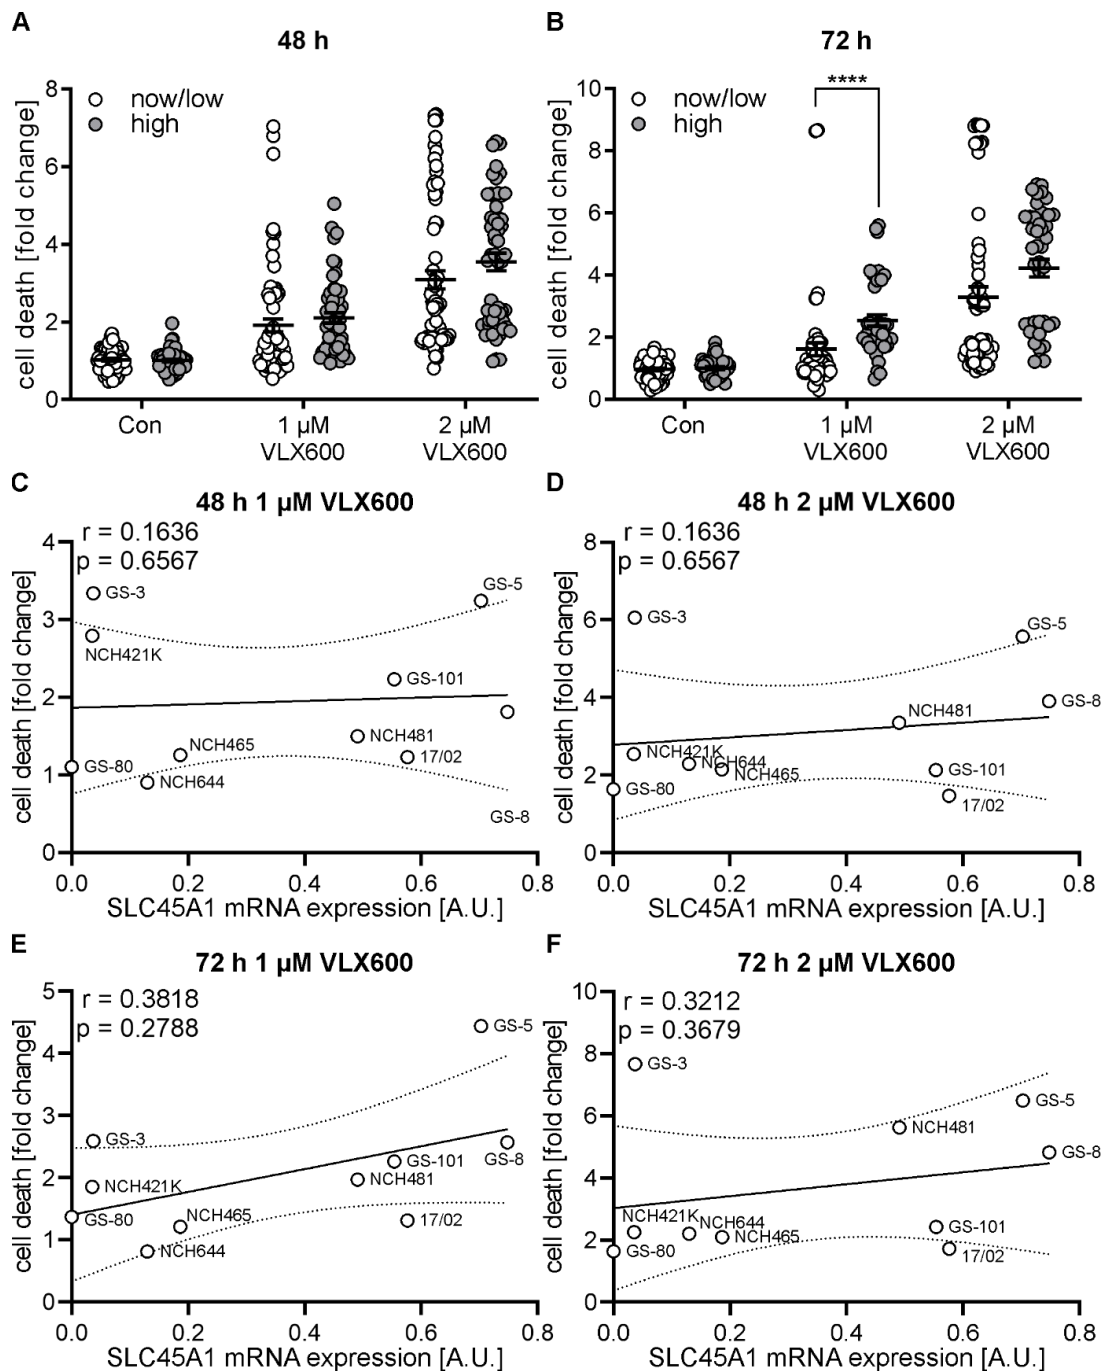 A
48 h
cell death [fold change]
8
6
4
2
0
now/low
high
Con
1 µM
VLX600
2 µM
VLX600
B
72 h
cell death [fold change]
10
8
6
4
2
0
now/low
high
****
Con
1 µM
VLX600
2 µM
VLX600
C
48 h 1 µM VLX600
r = 0.1636
p = 0.6567
cell death [fold change]
4
3
2
1
0
GS-3
NCH421K
GS-5
GS-101
NCH465
NCH481
17/02
GS-80
NCH644
GS-8
0.0 0.2 0.4 0.6 0.8
SLC45A1 mRNA expression [A.U.]
D
48 h 2 µM VLX600
r = 0.1636
p = 0.6567
cell death [fold change]
8
6
4
2
0
GS-3
GS-5
GS-8
NCH481
NCH421K
NCH644
NCH465
GS-101
GS-80
17/02
0.0 0.2 0.4 0.6 0.8
SLC45A1 mRNA expression [A.U.]
E
72 h 1 µM VLX600
r = 0.3818
p = 0.2788
cell death [fold change]
5
4
3
2
1
0
GS-5
GS-3
GS-8
GS-101
NCH421K
NCH481
GS-80
NCH465
17/02
NCH644
0.0 0.2 0.4 0.6 0.8
SLC45A1 mRNA expression [A.U.]
F
72 h 2 µM VLX600
r = 0.3212
p = 0.3679
cell death [fold change]
10
8
6
4
2
0
GS-3
GS-5
NCH481
GS-8
NCH421K
NCH644
NCH465
GS-101
GS-80
17/02
0.0 0.2 0.4 0.6 0.8
SLC45A1 mRNA expression [A.U.]